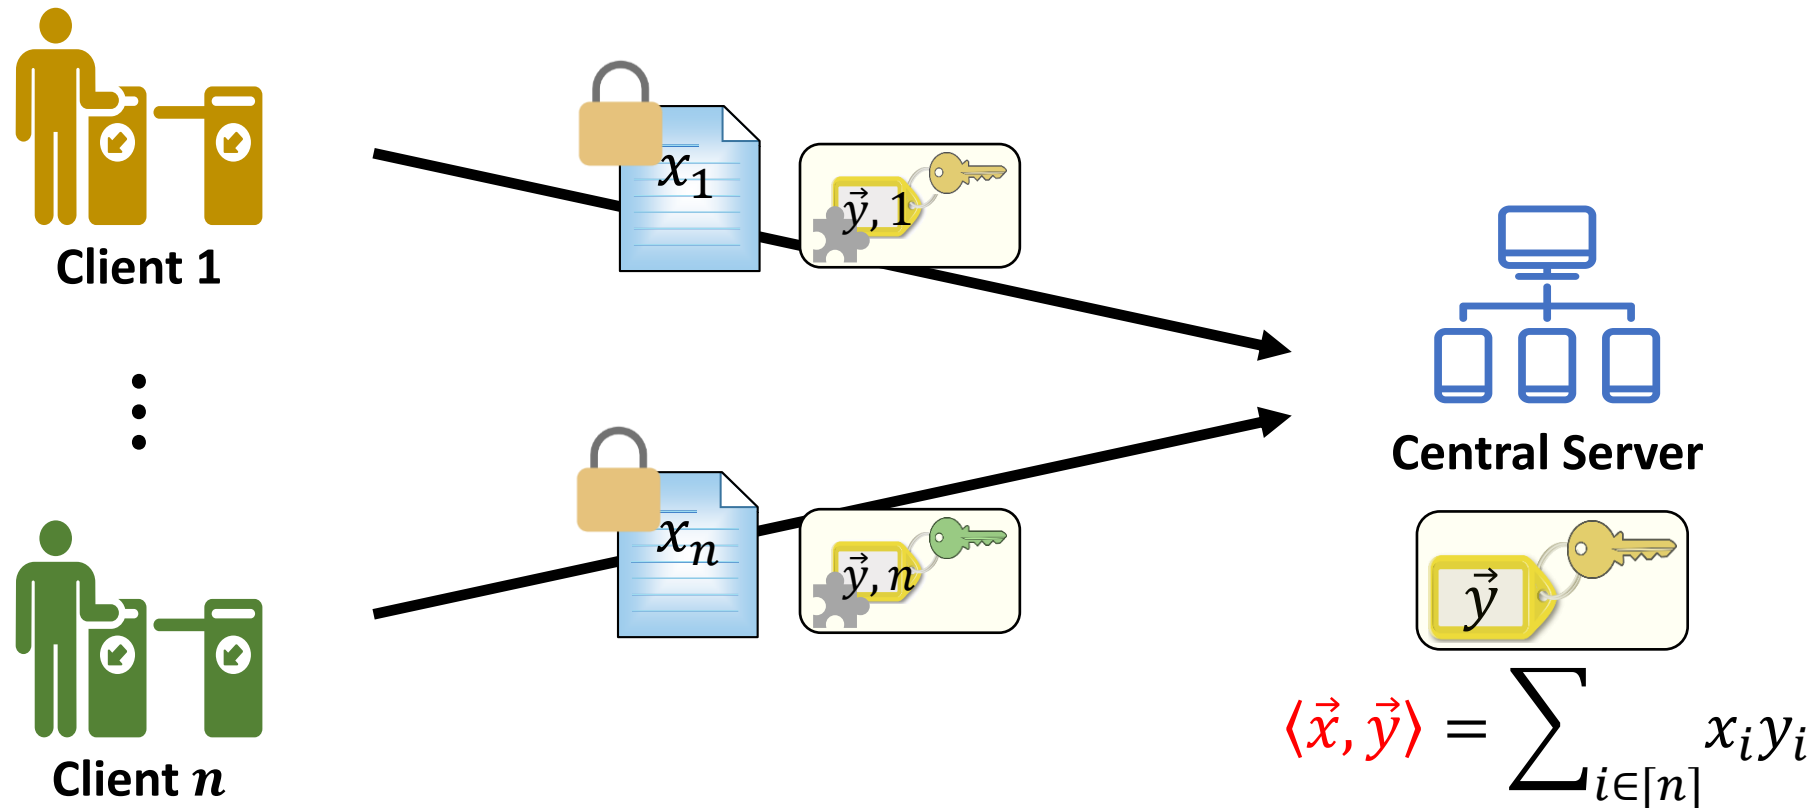 x₁
y⃗, 1
Client 1
Central Server
xₙ
y⃗, n
y⃗
⟨x⃗, y⃗⟩ = ∑_{i∈[n]} xᵢyᵢ
Client n